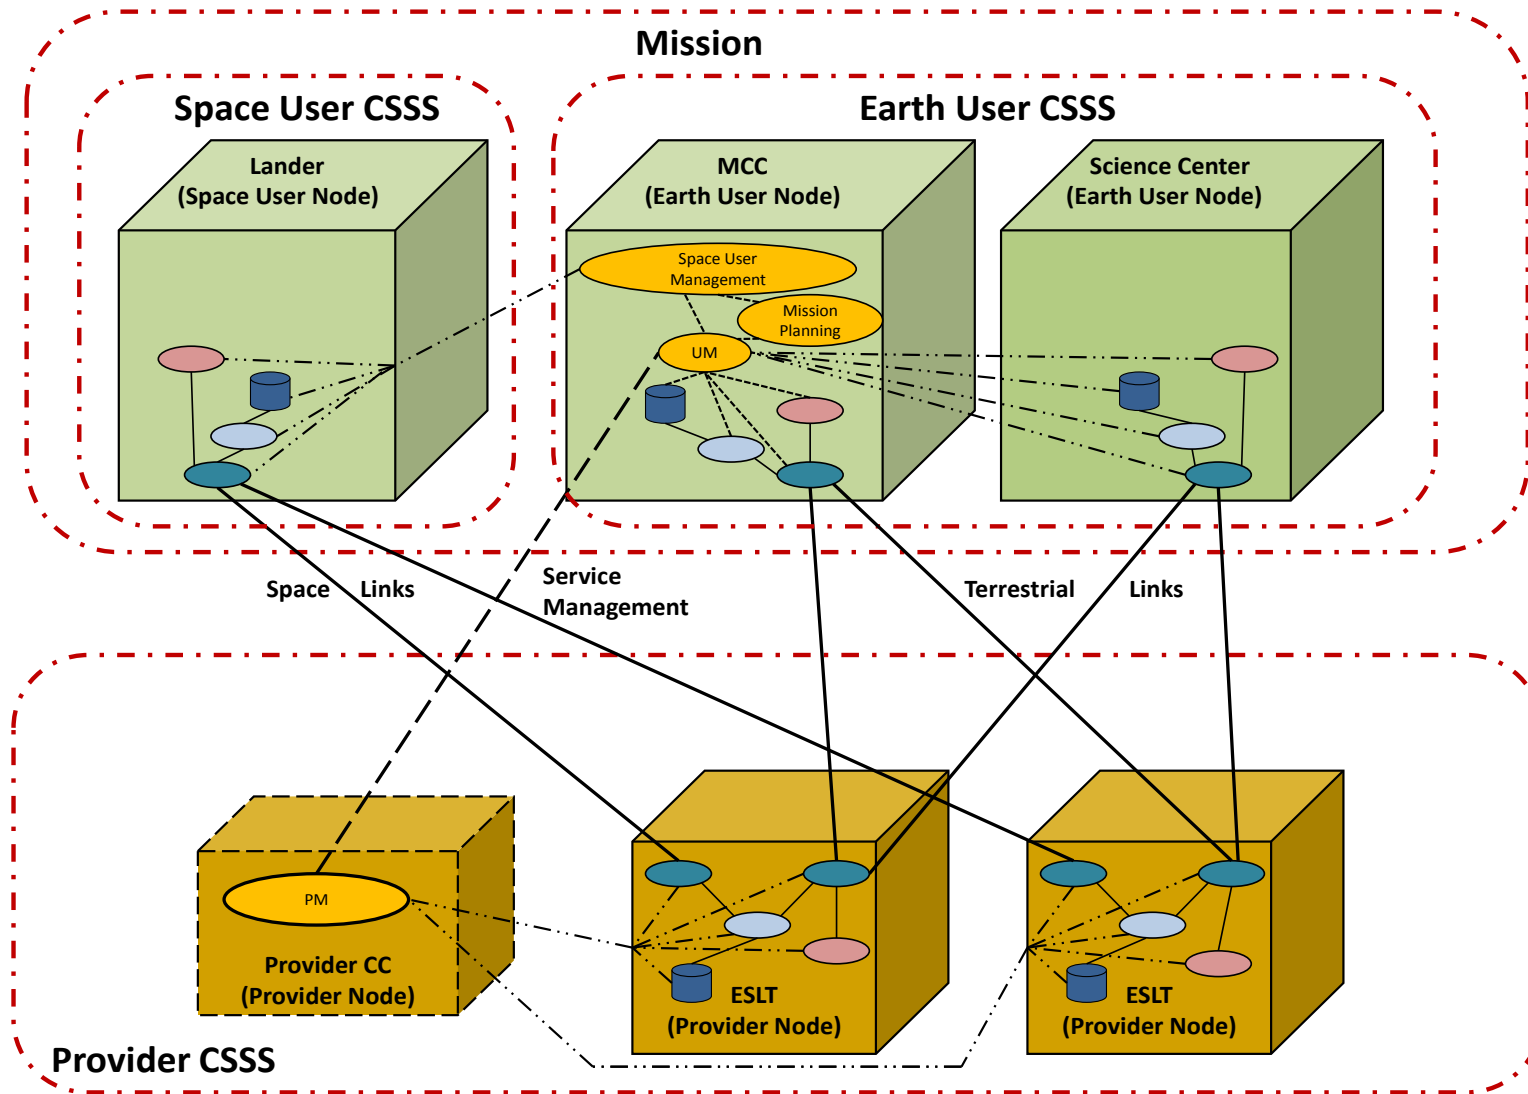 Mission
Space User CSSS
Earth User CSSS
Lander
(Space User Node)
MCC
(Earth User Node)
Science Center
(Earth User Node)
Space User
Management
Mission
Planning
UM
Space Links
Service
Management
Terrestrial Links
PM
Provider CC
(Provider Node)
ESLT
(Provider Node)
ESLT
(Provider Node)
Provider CSSS